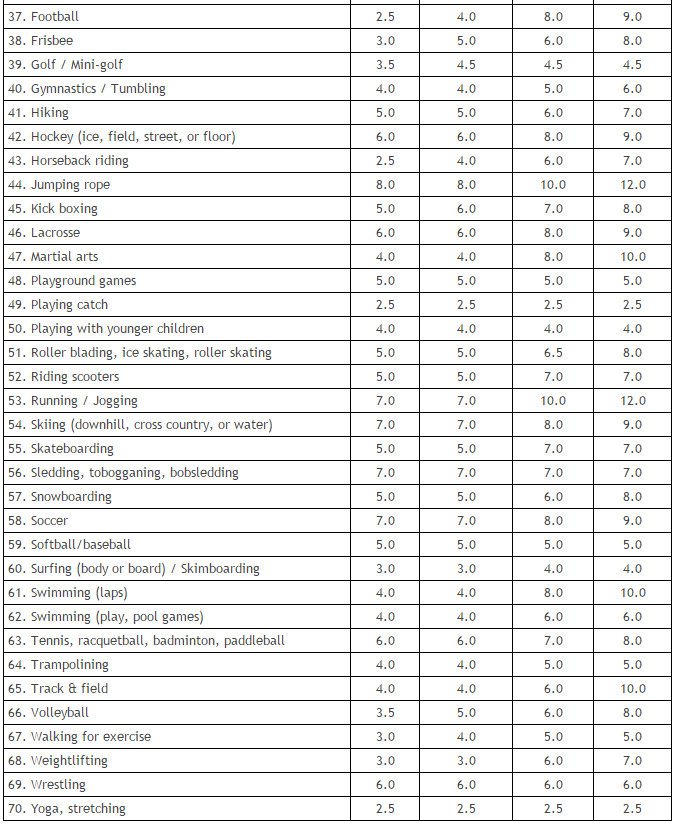 37. Football 2.5 4.0 8.0 9.0
38. Frisbee 3.0 5.0 6.0 8.0
39. Golf / Mini-golf 3.5 4.5 4.5 4.5
40. Gymnastics / Tumbling 4.0 4.0 5.0 6.0
41. Hiking 5.0 5.0 6.0 7.0
42. Hockey (ice, field, street, or floor) 6.0 6.0 8.0 9.0
43. Horseback riding 2.5 4.0 6.0 7.0
44. Jumping rope 8.0 8.0 10.0 12.0
45. Kick boxing 5.0 6.0 7.0 8.0
46. Lacrosse 6.0 6.0 8.0 9.0
47. Martial arts 4.0 4.0 8.0 10.0
48. Playground games 5.0 5.0 5.0 5.0
49. Playing catch 2.5 2.5 2.5 2.5
50. Playing with younger children 4.0 4.0 4.0 4.0
51. Roller blading, ice skating, roller skating 5.0 5.0 6.5 8.0
52. Riding scooters 5.0 5.0 7.0 7.0
53. Running / Jogging 7.0 7.0 10.0 12.0
54. Skiing (downhill, cross country, or water) 7.0 7.0 8.0 9.0
55. Skateboarding 5.0 5.0 7.0 7.0
56. Sledding, tobogganing, bobsledding 7.0 7.0 7.0 7.0
57. Snowboarding 5.0 5.0 6.0 8.0
58. Soccer 7.0 7.0 8.0 9.0
59. Softball/baseball 5.0 5.0 5.0 5.0
60. Surfing (body or board) / Skimboarding 3.0 3.0 4.0 4.0
61. Swimming (laps) 4.0 4.0 8.0 10.0
62. Swimming (play, pool games) 4.0 4.0 6.0 6.0
63. Tennis, racquetball, badminton, paddleball 6.0 6.0 7.0 8.0
64. Trampolining 4.0 4.0 5.0 5.0
65. Track & field 4.0 4.0 6.0 10.0
66. Volleyball 3.5 5.0 6.0 8.0
67. Walking for exercise 3.0 4.0 5.0 5.0
68. Weightlifting 3.0 3.0 6.0 7.0
69. Wrestling 6.0 6.0 6.0 6.0
70. Yoga, stretching 2.5 2.5 2.5 2.5